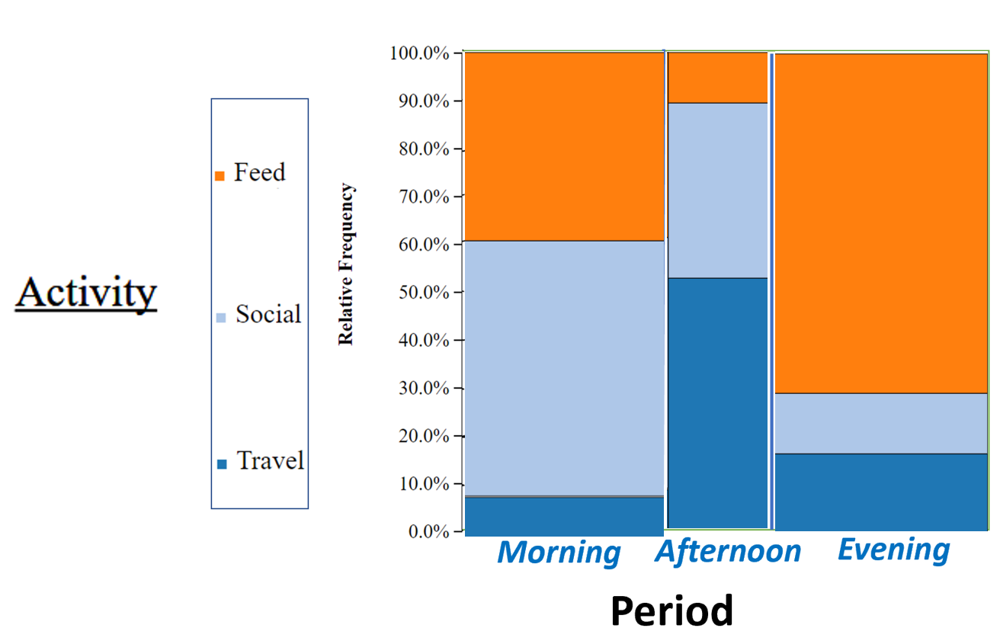 Activity
Feed
Social
Travel
Relative Frequency
100.0%
90.0%
80.0%
70.0%
60.0%
50.0%
40.0%
30.0%
20.0%
10.0%
0.0%
Morning Afternoon Evening
Period